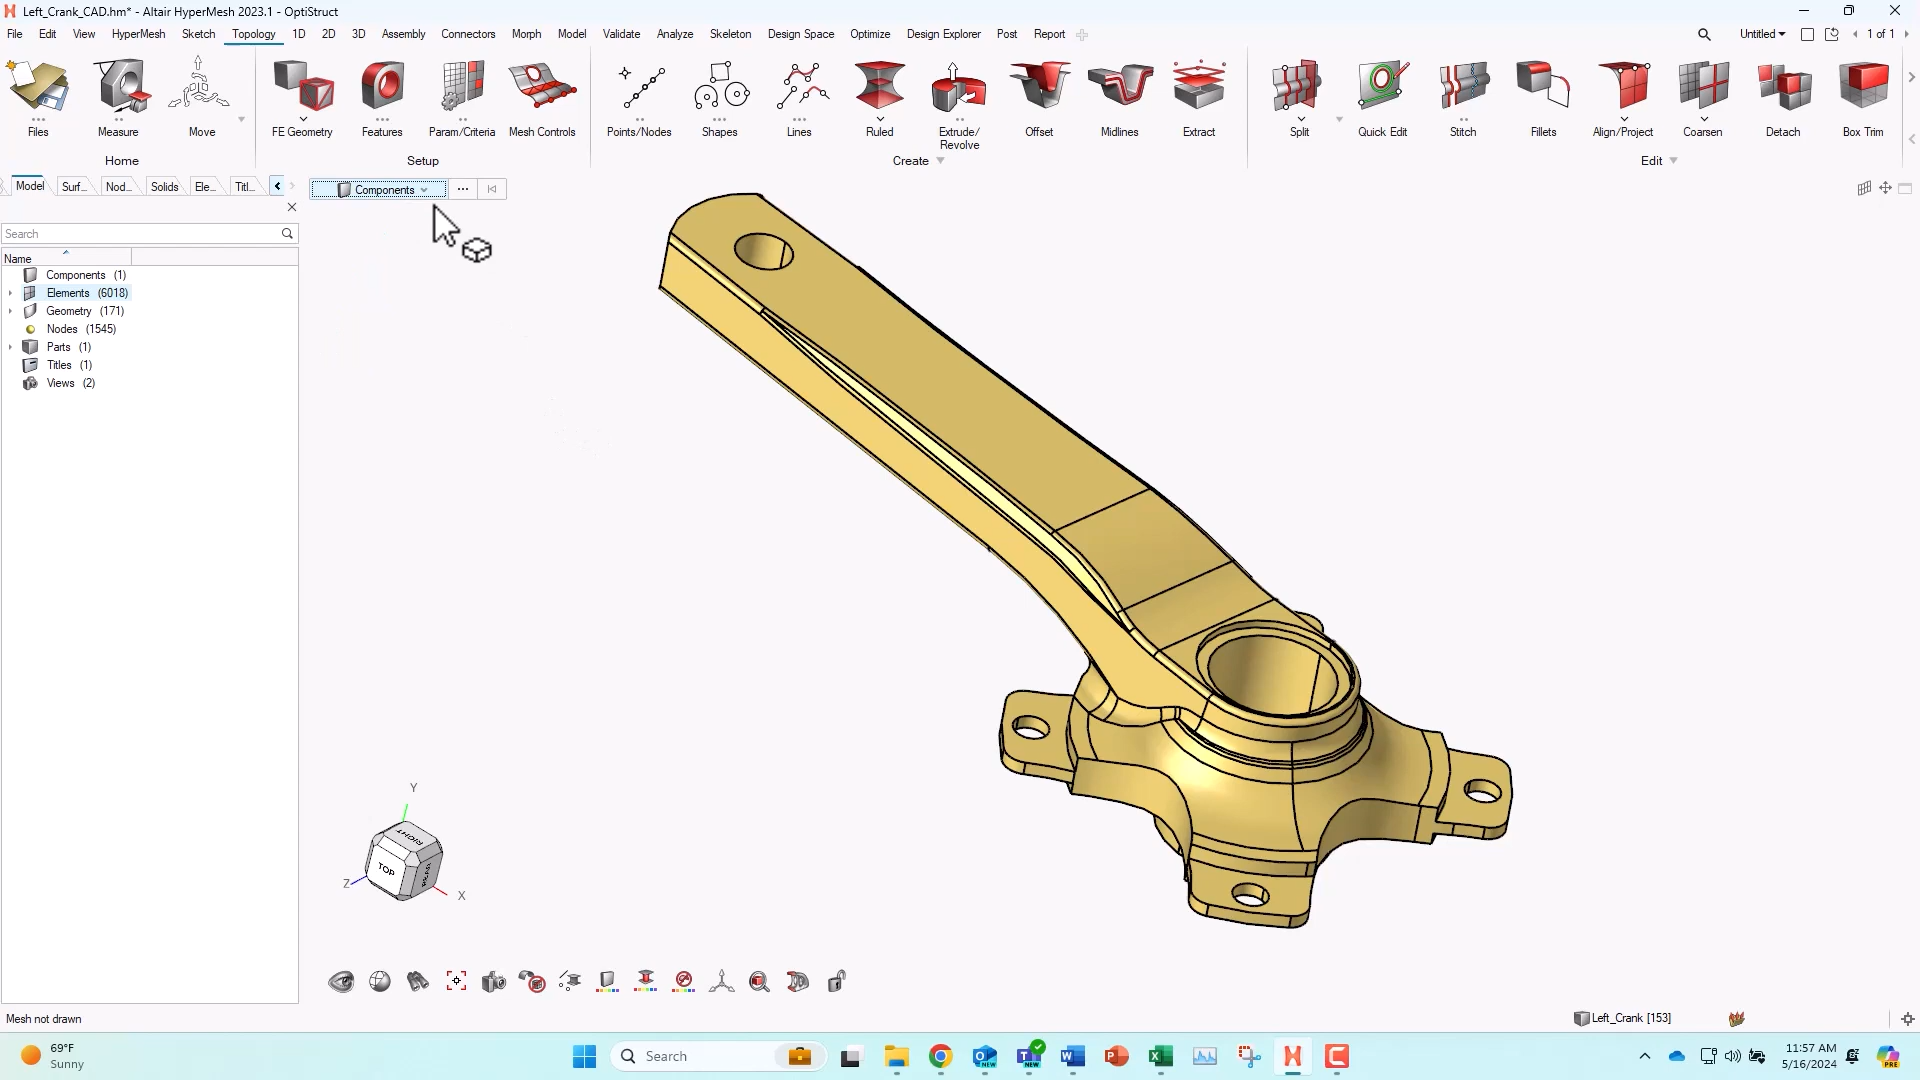 Left_Crank_CAD.hm* - Altair HyperMesh 2023.1 - OptiStruct
File Edit View HyperMesh Sketch Topology 1D 2D 3D Assembly Connectors Morph Model Validate Analyze Skeleton Design Space Optimize Design Explorer Post Report Untitled 1 of 1
Files Measure Move FE Geometry Features Param/Criteria Mesh Controls Points/Nodes Shapes Lines Ruled Extrude/ Offset Midlines Extract Split Quick Edit Stitch Fillets Align/Project Coarsen Detach Box Trim
Revolve
Home Setup Create Edit
Model Surf... Nod... Solids Ele... Titl... Components
Search
Name
Components (1)
Elements (6018)
Geometry (171)
Nodes (1545)
Parts (1)
Titles (1)
Views (2)
Y
RIGHT
TOP
Z
X
Mesh not drawn Left_Crank [153]
69°F
Sunny
Search
11:57 AM
5/16/2024